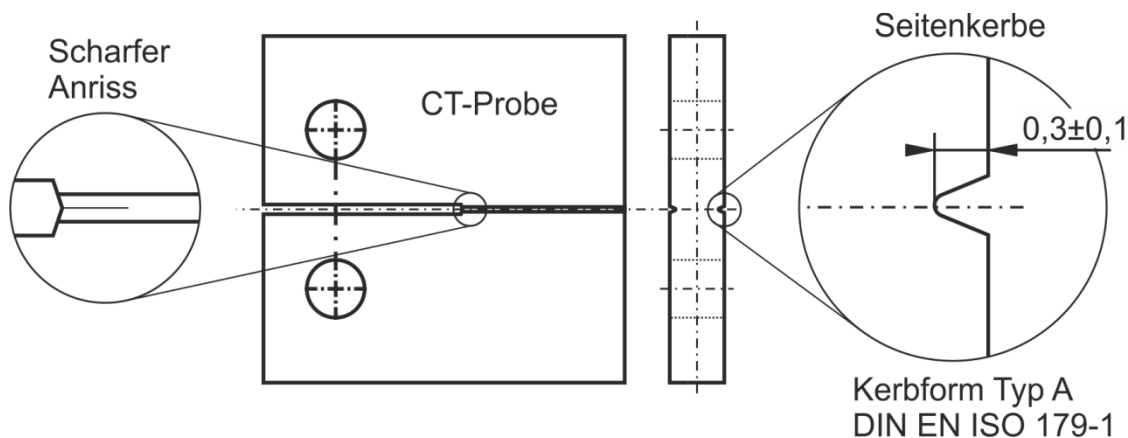 Scharfer
Anriss
CT-Probe
Seitenkerbe
0,3±0,1
Kerbform Typ A
DIN EN ISO 179-1